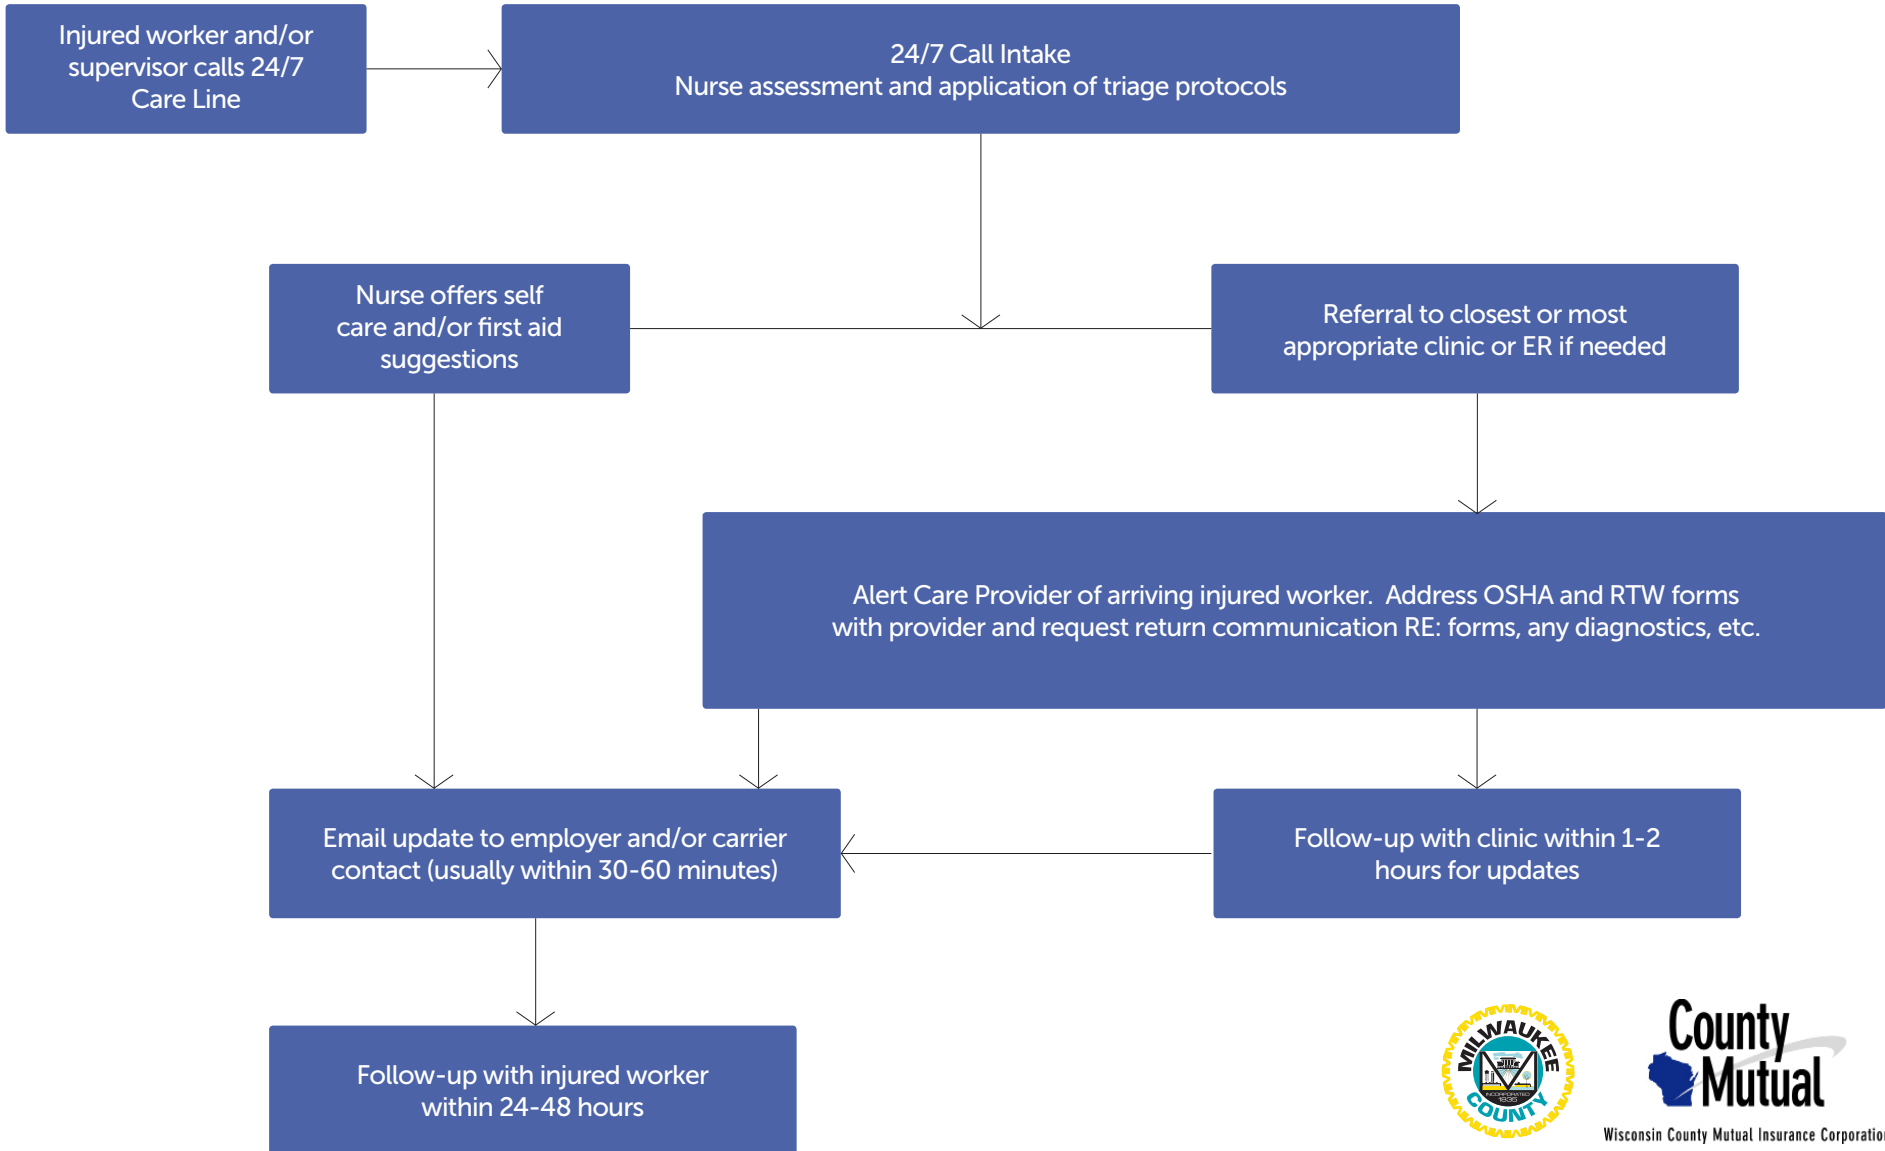 Injured worker and/or
supervisor calls 24/7
Care Line
24/7 Call Intake
Nurse assessment and application of triage protocols
Nurse offers self
care and/or first aid
suggestions
Referral to closest or most
appropriate clinic or ER if needed
Alert Care Provider of arriving injured worker.  Address OSHA and RTW forms
with provider and request return communication RE: forms, any diagnostics, etc.
Email update to employer and/or carrier
contact (usually within 30-60 minutes)
Follow-up with clinic within 1-2
hours for updates
Follow-up with injured worker
within 24-48 hours
MILWAUKEE
INCORPORATED
1835
COUNTY
County
Mutual
Wisconsin County Mutual Insurance Corporation